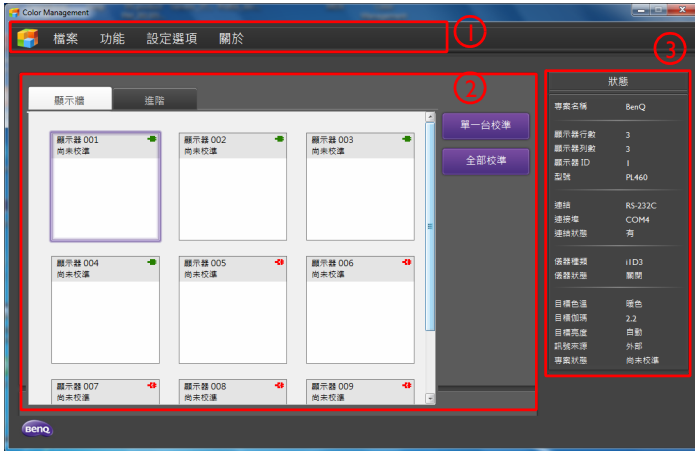 Color Management
檔案 功能 設定選項 關於
①
②
③
顯示牆 進階
顯示器 001
尚未校準
顯示器 002
尚未校準
顯示器 003
尚未校準
顯示器 004
尚未校準
顯示器 005
尚未校準
顯示器 006
尚未校準
顯示器 007
尚未校準
顯示器 008
尚未校準
顯示器 009
尚未校準
單一台校準
全部校準
狀態
專案名稱 BenQ
顯示器行數 3
顯示器列數 3
顯示器 ID 1
型號 PL460
連結 RS-232C
連接埠 COM4
連結狀態 有
儀器種類 i1D3
儀器狀態 關閉
目標色溫 暖色
目標伽瑪 2.2
目標亮度 自動
訊號來源 外部
專案狀態 尚未校準
BenQ